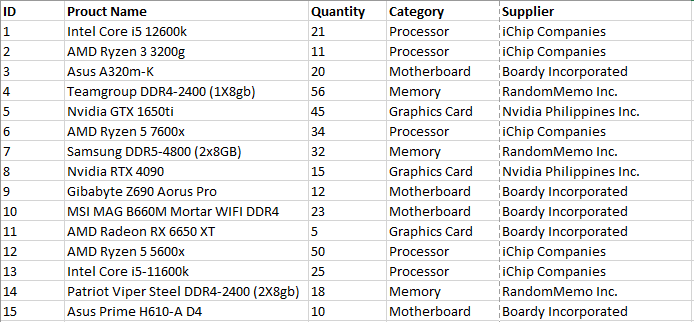 ID Prouct Name Quantity Category Supplier
1 Intel Core i5 12600k 21 Processor iChip Companies
2 AMD Ryzen 3 3200g 11 Processor iChip Companies
3 Asus A320m-K 20 Motherboard Boardy Incorporated
4 Teamgroup DDR4-2400 (1X8gb) 56 Memory RandomMemo Inc.
5 Nvidia GTX 1650ti 45 Graphics Card Nvidia Philippines Inc.
6 AMD Ryzen 5 7600x 34 Processor iChip Companies
7 Samsung DDR5-4800 (2x8GB) 32 Memory RandomMemo Inc.
8 Nvidia RTX 4090 15 Graphics Card Nvidia Philippines Inc.
9 Gibabyte Z690 Aorus Pro 12 Motherboard Boardy Incorporated
10 MSI MAG B660M Mortar WIFI DDR4 23 Motherboard Boardy Incorporated
11 AMD Radeon RX 6650 XT 5 Graphics Card Boardy Incorporated
12 AMD Ryzen 5 5600x 50 Processor iChip Companies
13 Intel Core i5-11600k 25 Processor iChip Companies
14 Patriot Viper Steel DDR4-2400 (2X8gb) 18 Memory RandomMemo Inc.
15 Asus Prime H610-A D4 10 Motherboard Boardy Incorporated